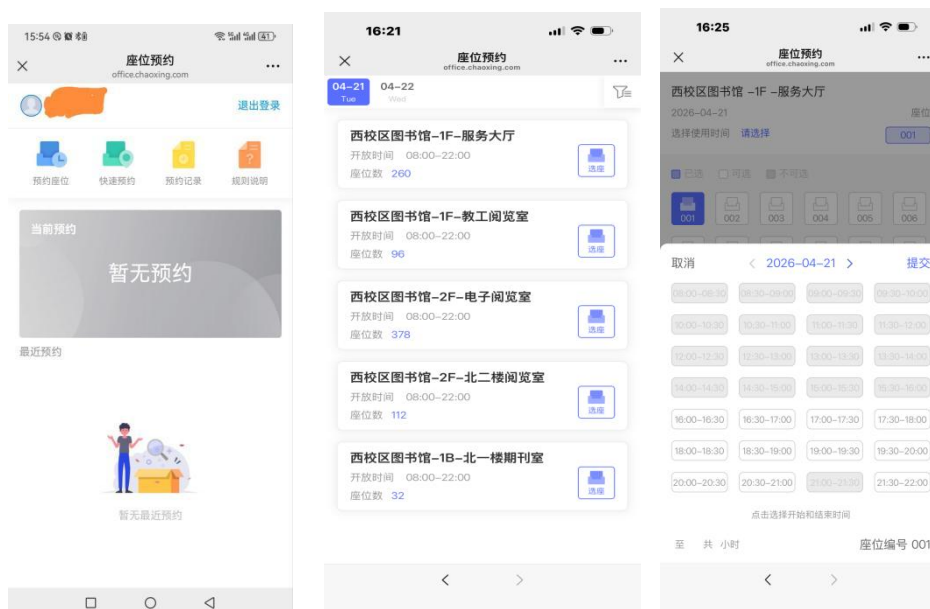 15:54
41
座位预约
office.chaoxing.com
退出登录
预约座位
快速预约
预约记录
规则说明
当前预约
暂无预约
最近预约
暂无最近预约
16:21
座位预约
office.chaoxing.com
04-21
Tue
04-22
Wed
西校区图书馆-1F-服务大厅
开放时间 08:00-22:00
座位数 260
选座
西校区图书馆-1F-教工阅览室
开放时间 08:00-22:00
座位数 96
选座
西校区图书馆-2F-电子阅览室
开放时间 08:00-22:00
座位数 378
选座
西校区图书馆-2F-北二楼阅览室
开放时间 08:00-22:00
座位数 112
选座
西校区图书馆-1B-北一楼期刊室
开放时间 08:00-22:00
座位数 32
选座
16:25
座位预约
office.chaoxing.com
西校区图书馆 -1F -服务大厅
2026-04-21 座位
选择使用时间 请选择 001
已选 可选 不可选
001 002 003 004 005 006
取消 2026-04-21 提交
08:00-08:30 08:30-09:00 09:00-09:30 09:30-10:00
10:00-10:30 10:30-11:00 11:00-11:30 11:30-12:00
12:00-12:30 12:30-13:00 13:00-13:30 13:30-14:00
14:00-14:30 14:30-15:00 15:00-15:30 15:30-16:00
16:00-16:30 16:30-17:00 17:00-17:30 17:30-18:00
18:00-18:30 18:30-19:00 19:00-19:30 19:30-20:00
20:00-20:30 20:30-21:00 21:00-21:30 21:30-22:00
点击选择开始和结束时间
至 共 小时 座位编号 001